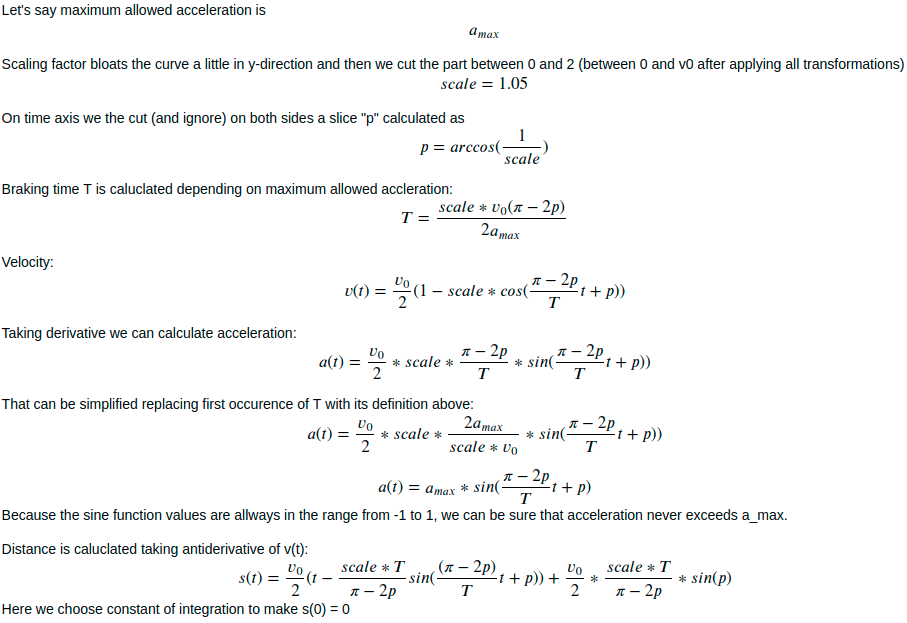 Let's say maximum allowed acceleration is
a_{max}
Scaling factor bloats the curve a little in y-direction and then we cut the part between 0 and 2 (between 0 and v0 after applying all transformations)
scale = 1.05
On time axis we the cut (and ignore) on both sides a slice "p" calculated as
p = arccos(\frac{1}{scale})
Braking time T is caluclated depending on maximum allowed accleration:
T = \frac{scale * v_0(π − 2p)}{2a_{max}}
Velocity:
v(t) = \frac{v_0}{2}(1 − scale * cos(\frac{π − 2p}{T}t + p))
Taking derivative we can calculate acceleration:
a(t) = \frac{v_0}{2} * scale * \frac{π − 2p}{T} * sin(\frac{π − 2p}{T}t + p))
That can be simplified replacing first occurence of T with its definition above:
a(t) = \frac{v_0}{2} * scale * \frac{2a_{max}}{scale * v_0} * sin(\frac{π − 2p}{T}t + p))
a(t) = a_{max} * sin(\frac{π − 2p}{T}t + p)
Because the sine function values are allways in the range from -1 to 1, we can be sure that acceleration never exceeds a_max.
Distance is caluclated taking antiderivative of v(t):
s(t) = \frac{v_0}{2}(t − \frac{scale * T}{π − 2p}sin(\frac{(π − 2p)}{T}t + p)) + \frac{v_0}{2} * \frac{scale * T}{π − 2p} * sin(p)
Here we choose constant of integration to make s(0) = 0